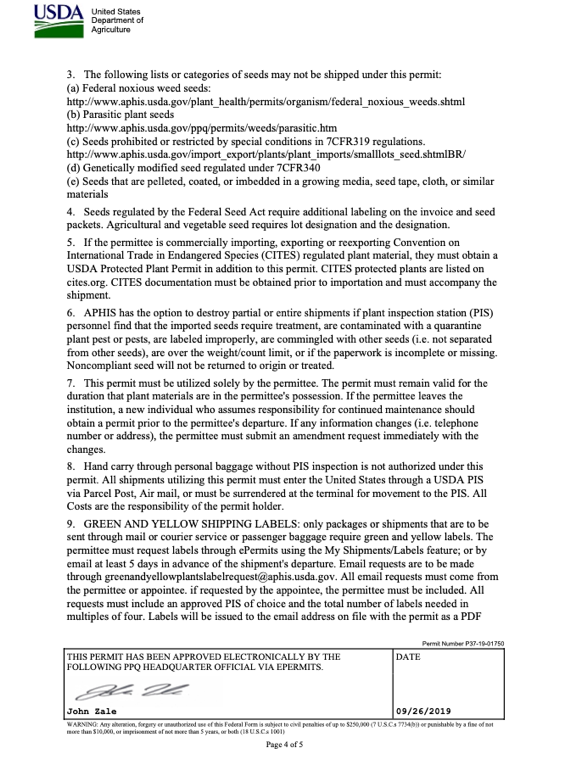 USDA
United States
Department of
Agriculture
3. The following lists or categories of seeds may not be shipped under this permit:
(a) Federal noxious weed seeds:
http://www.aphis.usda.gov/plant_health/permits/organism/federal_noxious_weeds.shtml
(b) Parasitic plant seeds
http://www.aphis.usda.gov/ppq/permits/weeds/parasitic.htm
(c) Seeds prohibited or restricted by special conditions in 7CFR319 regulations.
http://www.aphis.usda.gov/import_export/plants/plant_imports/smalllots_seed.shtmlBR/
(d) Genetically modified seed regulated under 7CFR340
(e) Seeds that are pelleted, coated, or imbedded in a growing media, seed tape, cloth, or similar
materials
4. Seeds regulated by the Federal Seed Act require additional labeling on the invoice and seed
packets. Agricultural and vegetable seed requires lot designation and the designation.
5. If the permittee is commercially importing, exporting or reexporting Convention on
International Trade in Endangered Species (CITES) regulated plant material, they must obtain a
USDA Protected Plant Permit in addition to this permit. CITES protected plants are listed on
cites.org. CITES documentation must be obtained prior to importation and must accompany the
shipment.
6. APHIS has the option to destroy partial or entire shipments if plant inspection station (PIS)
personnel find that the imported seeds require treatment, are contaminated with a quarantine
plant pest or pests, are labeled improperly, are commingled with other seeds (i.e. not separated
from other seeds), are over the weight/count limit, or if the paperwork is incomplete or missing.
Noncompliant seed will not be returned to origin or treated.
7. This permit must be utilized solely by the permittee. The permit must remain valid for the
duration that plant materials are in the permittee's possession. If the permittee leaves the
institution, a new individual who assumes responsibility for continued maintenance should
obtain a permit prior to the permittee's departure. If any information changes (i.e. telephone
number or address), the permittee must submit an amendment request immediately with the
changes.
8. Hand carry through personal baggage without PIS inspection is not authorized under this
permit. All shipments utilizing this permit must enter the United States through a USDA PIS
via Parcel Post, Air mail, or must be surrendered at the terminal for movement to the PIS. All
Costs are the responsibility of the permit holder.
9. GREEN AND YELLOW SHIPPING LABELS: only packages or shipments that are to be
sent through mail or courier service or passenger baggage require green and yellow labels. The
permittee must request labels through ePermits using the My Shipments/Labels feature; or by
email at least 5 days in advance of the shipment's departure. Email requests are to be made
through greenandyellowplantslabelrequest@aphis.usda.gov. All email requests must come from
the permittee or appointee. if requested by the appointee, the permittee must be included. All
requests must include an approved PIS of choice and the total number of labels needed in
multiples of four. Labels will be issued to the email address on file with the permit as a PDF
Permit Number P37-19-01750
THIS PERMIT HAS BEEN APPROVED ELECTRONICALLY BY THE
FOLLOWING PPQ HEADQUARTER OFFICIAL VIA EPERMITS.
DATE
John Zale
09/26/2019
WARNING: Any alteration, forgery or unauthorized use of this Federal Form is subject to civil penalties of up to $250,000 (7 U.S.C.s 7734(b)) or punishable by a fine of not
more than $10,000, or imprisonment of not more than 5 years, or both (18 U.S.C.s 1001)
Page 4 of 5